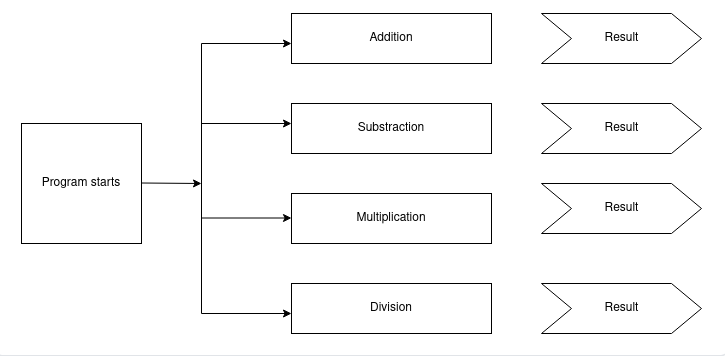 Addition
Result
Substraction
Result
Program starts
Multiplication
Result
Division
Result